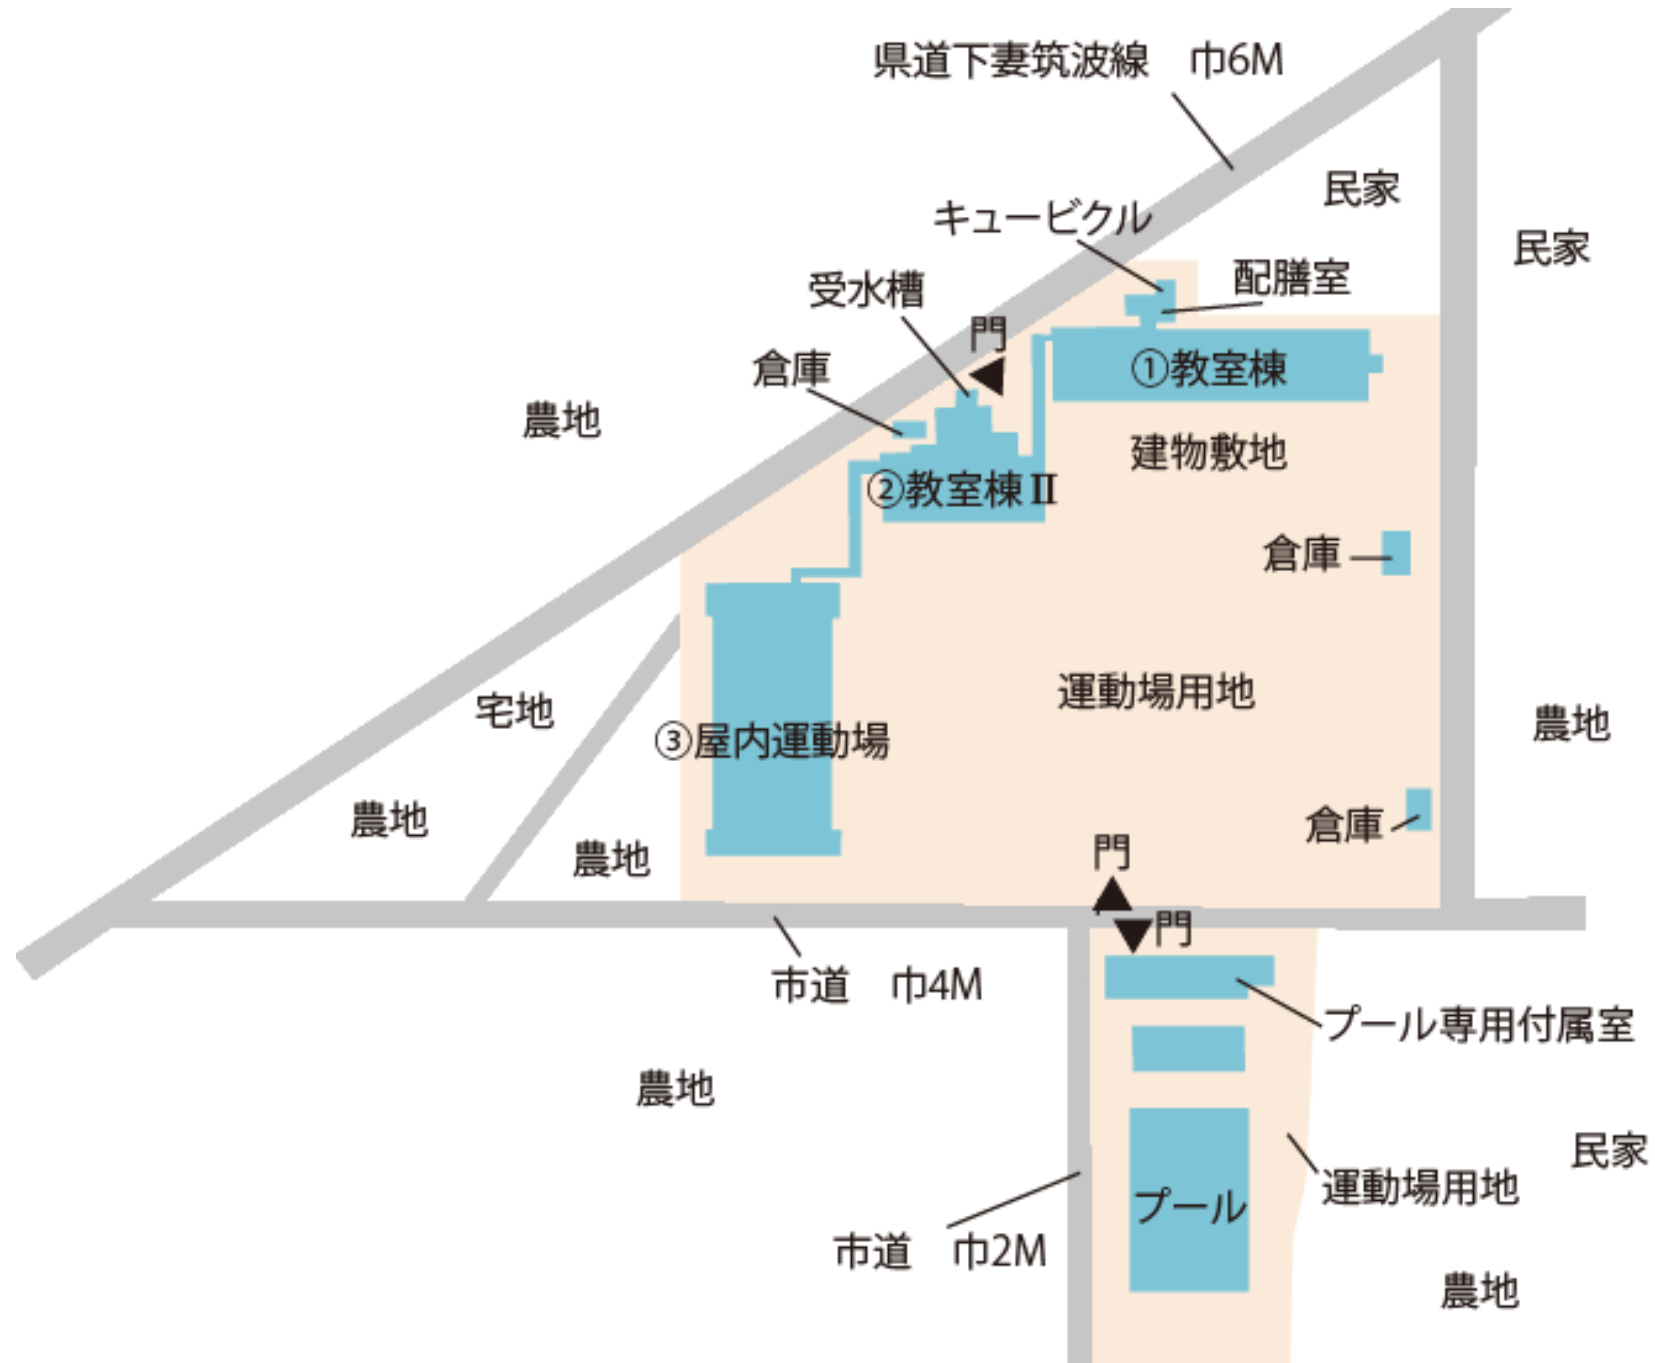 県道下妻筑波線　巾6M
民家
キュービクル
民家
配膳室
受水槽
門
倉庫
①教室棟
農地
建物敷地
②教室棟Ⅱ
倉庫
運動場用地
宅地
農地
③屋内運動場
農地
倉庫
農地
門
門
市道　巾4M
プール専用付属室
農地
民家
運動場用地
プール
市道　巾2M
農地